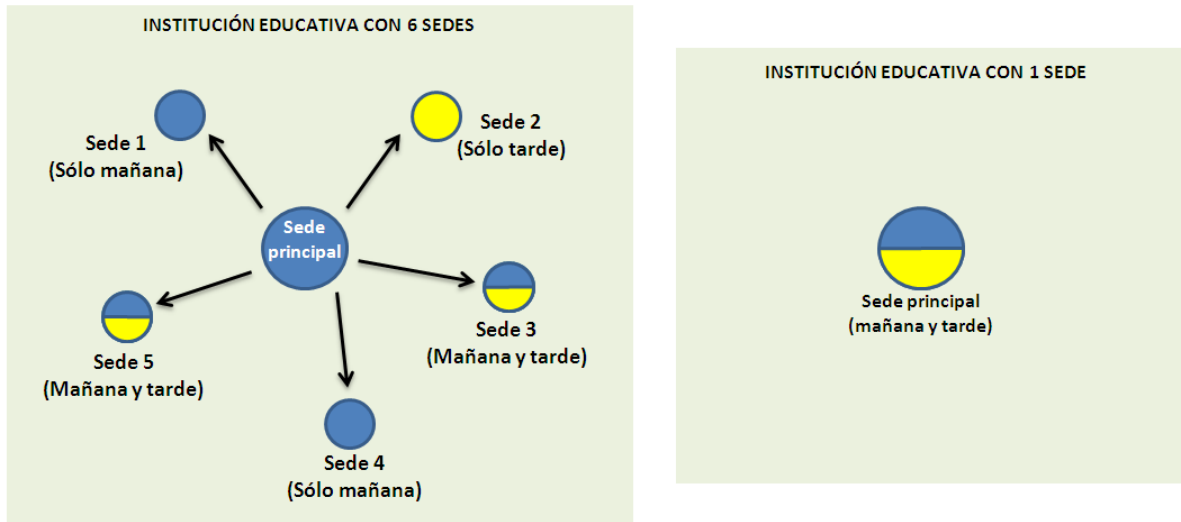 INSTITUCIÓN EDUCATIVA CON 6 SEDES
Sede 1
(Sólo mañana)
Sede 2
(Sólo tarde)
Sede
principal
Sede 3
(Mañana y tarde)
Sede 5
(Mañana y tarde)
Sede 4
(Sólo mañana)
INSTITUCIÓN EDUCATIVA CON 1 SEDE
Sede principal
(mañana y tarde)